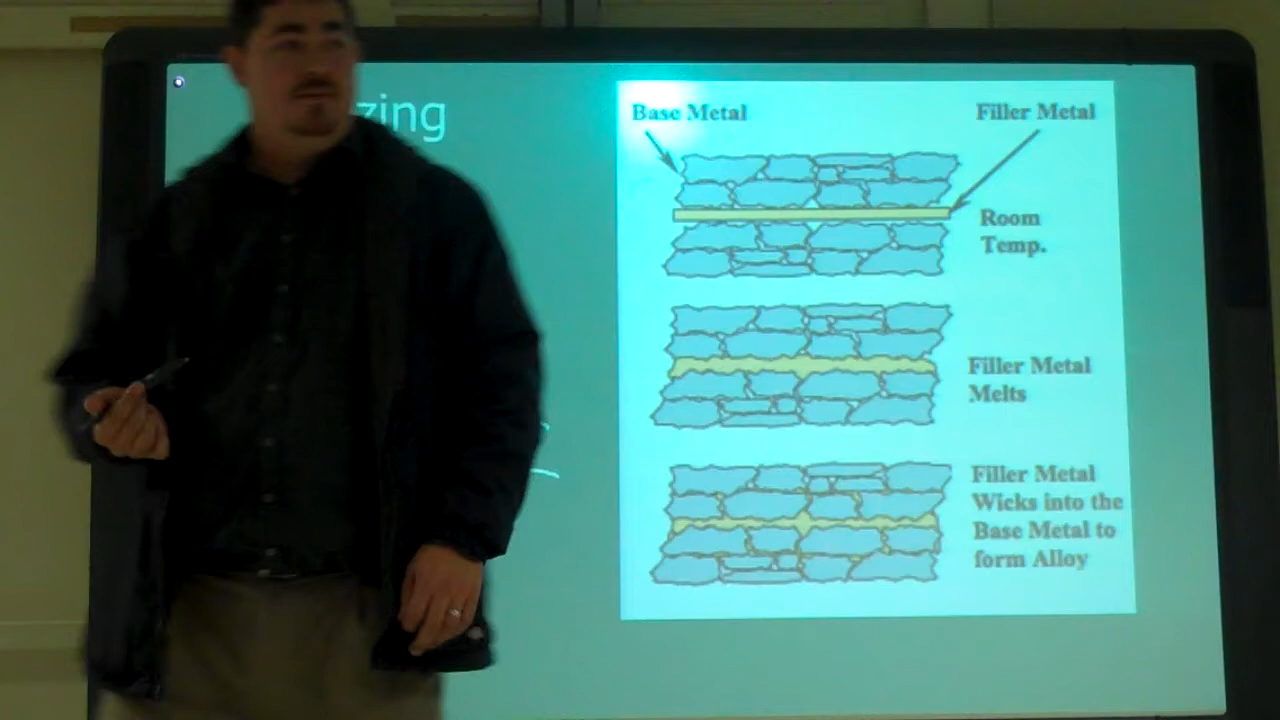 zing
Base Metal
Filler Metal
Room
Temp.
Filler Metal
Melts
Filler Metal
Wicks into the
Base Metal to
form Alloy